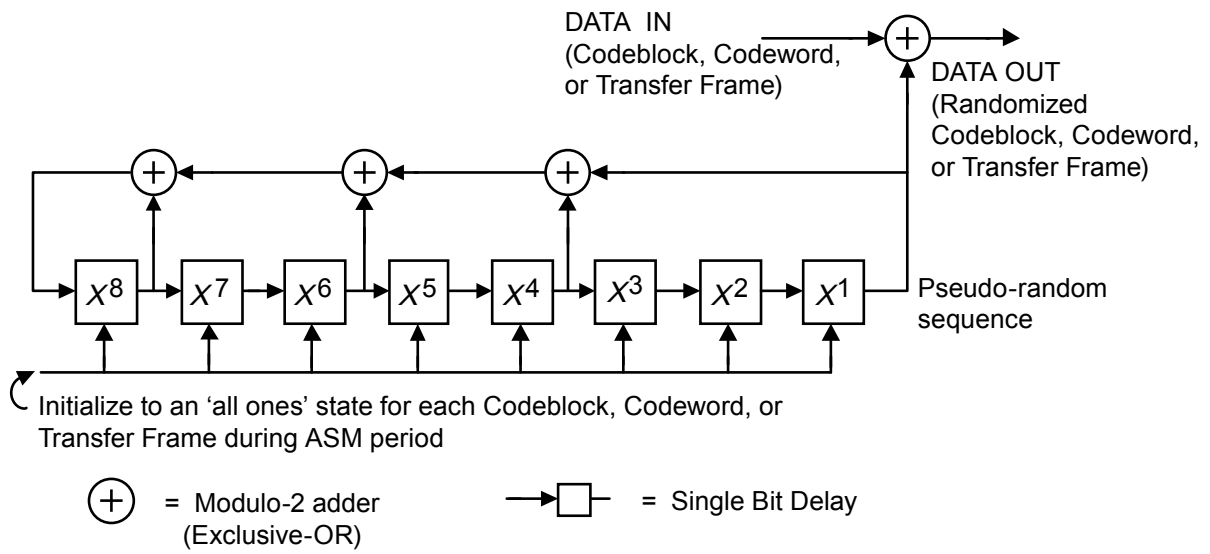 DATA IN
(Codeblock, Codeword,
or Transfer Frame)
+
DATA OUT
(Randomized
Codeblock, Codeword,
or Transfer Frame)
+ + +
X8 X7 X6 X5 X4 X3 X2 X1
Pseudo-random
sequence
Initialize to an ‘all ones’ state for each Codeblock, Codeword, or
Transfer Frame during ASM period
+ = Modulo-2 adder
(Exclusive-OR)
= Single Bit Delay